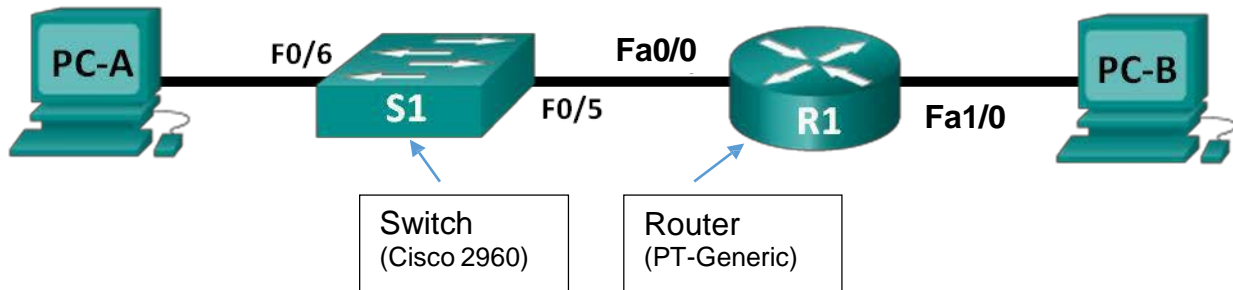 PC-A
F0/6
S1
F0/5
Fa0/0
R1
Fa1/0
PC-B
Switch
(Cisco 2960)
Router
(PT-Generic)